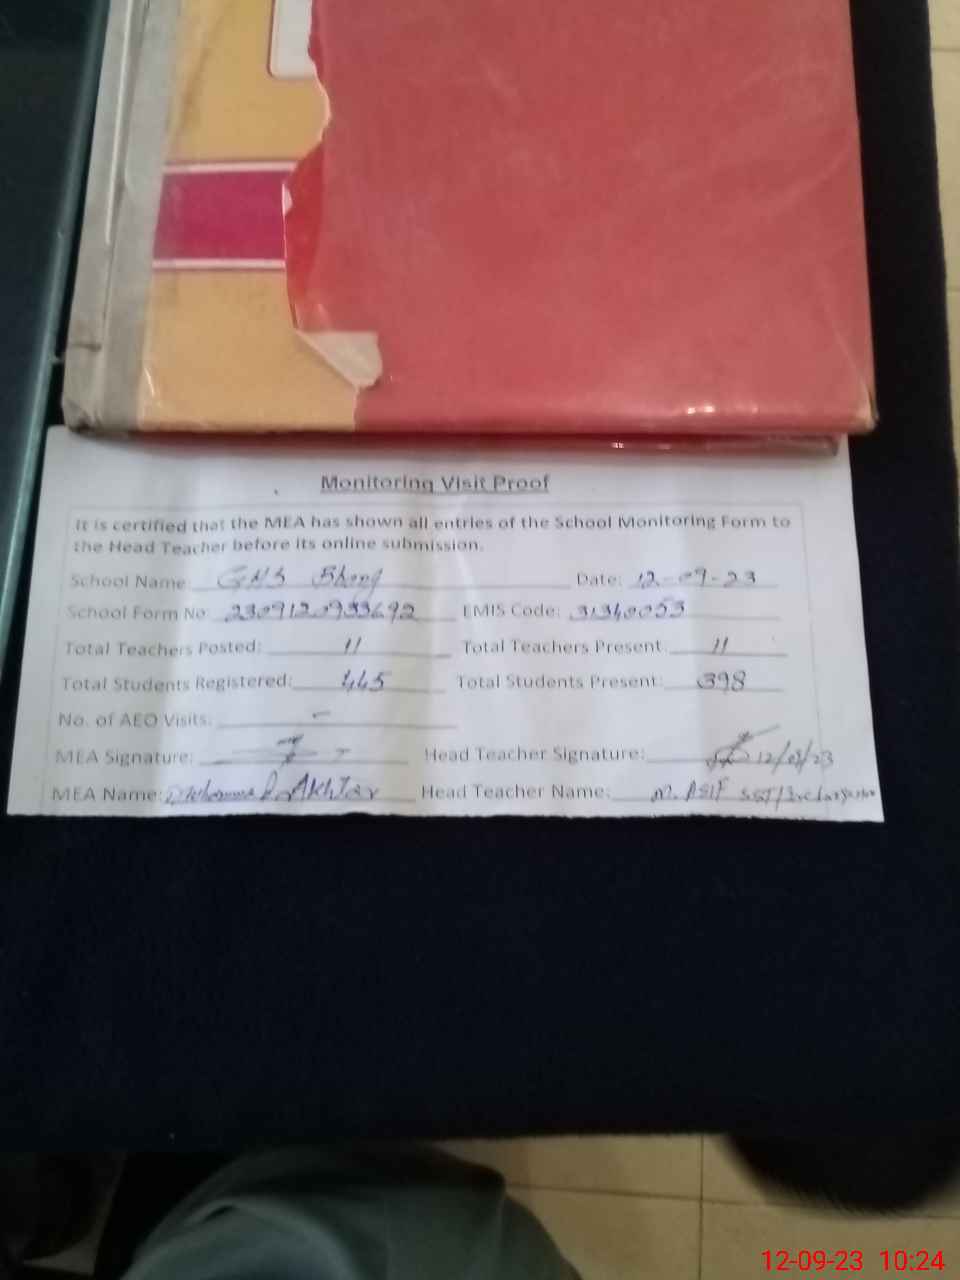 Monitoring Visit Proof
It is certified that the MEA has shown all entries of the School Monitoring Form to
the Head Teacher before its online submission.
School Name: GHS Bhong Date: 12-09-23
School Form No: EMIS Code: 31340053
Total Teachers Posted: 11 Total Teachers Present: 11
Total Students Registered: 445 Total Students Present: 398
No. of AEO Visits: -
MEA Signature: Head Teacher Signature: 12/09/23
MEA Name: Muhammad Akhtar Head Teacher Name: M. ASIF SST/Incharge
12-09-23 10:24